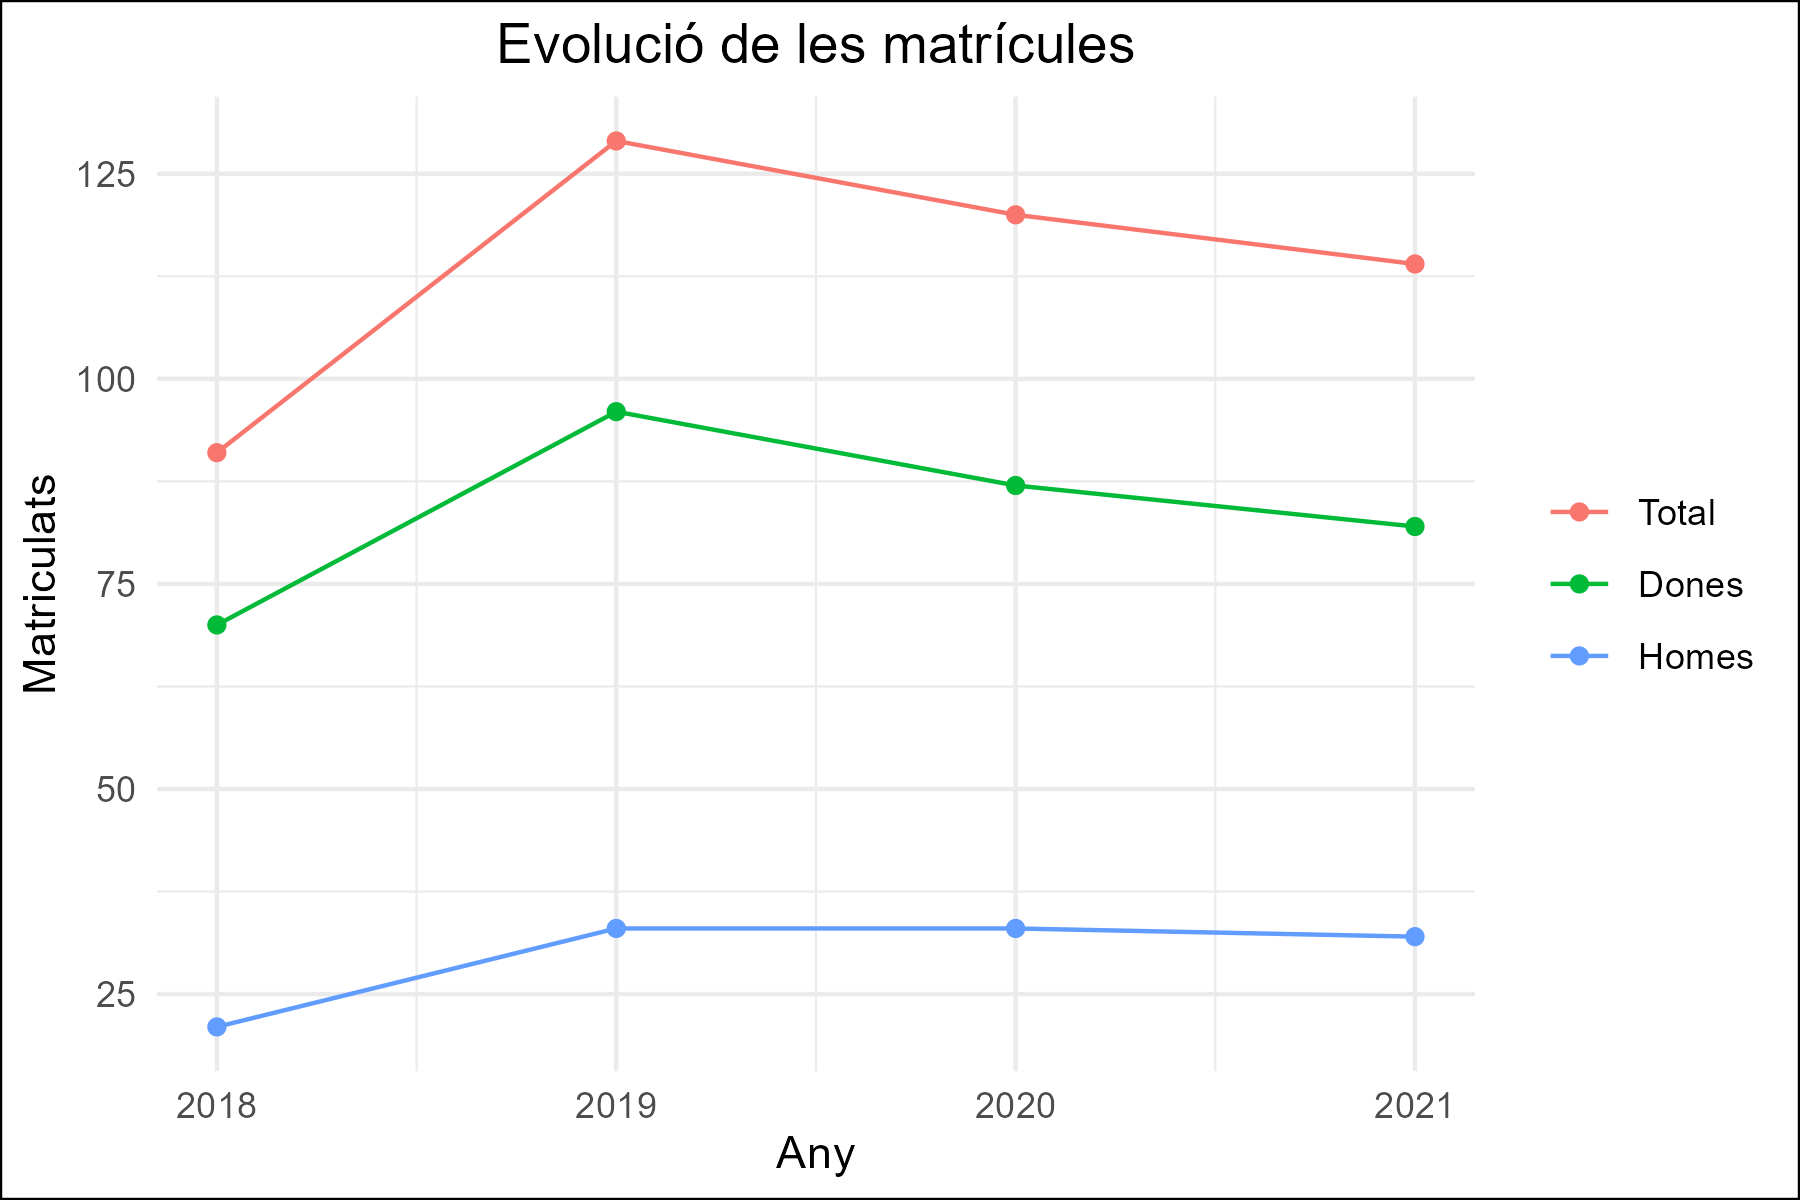 Evolució de les matrícules
125
100
75
50
25
Matriculats
2018 2019 2020 2021
Any
Total
Dones
Homes